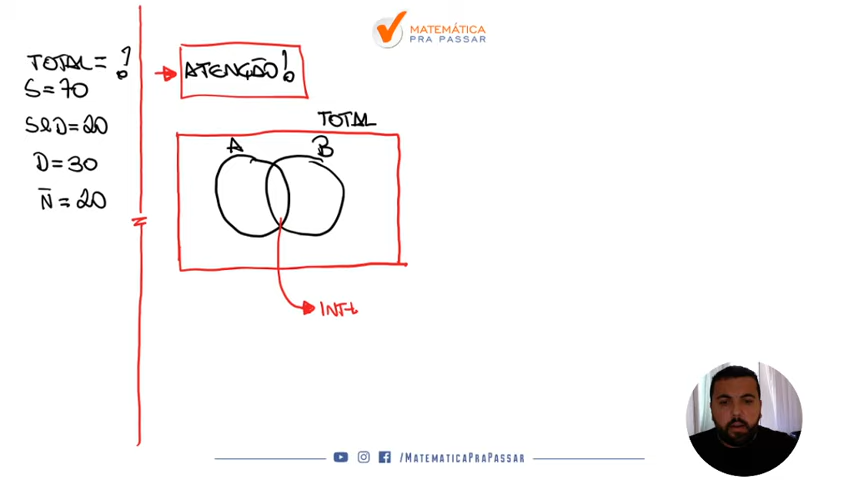 MATEMÁTICA
PRA PASSAR
TOTAL = ?
S = 70
S e D = 20
D = 30
N̄ = 20
ATENÇÃO!
TOTAL
A
B
INT
/MATEMATICAPRAPASSAR